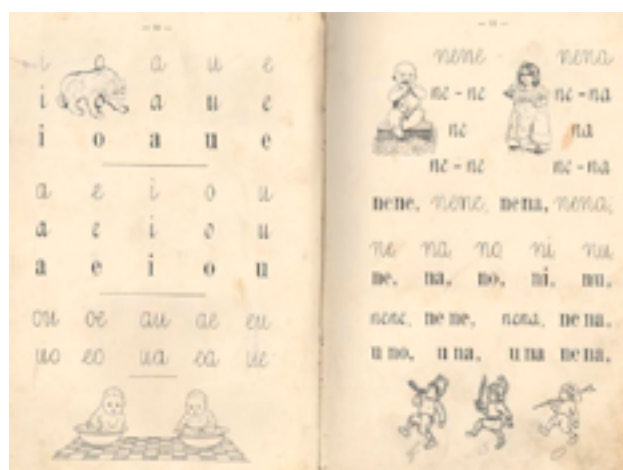 i o a u e
i a u e
i o a u e
a e i o u
a e i o u
a e i o u
ou oe au ae eu
uo eo ua ea ue
nene nena
ne-ne ne-na
ne na
ne-ne ne-na
nene, nene, nena, nena,
ne na no ni nu
ne, na, no, ni, nu,
nene, ne ne, nena, ne na,
u no, u na, u na ne na,